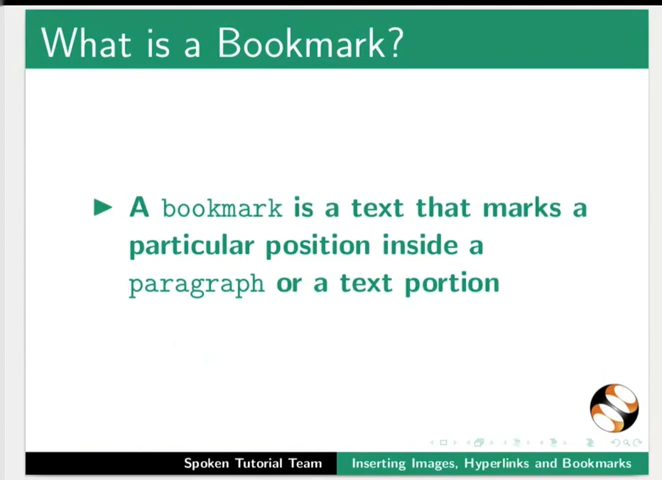 What is a Bookmark?
A bookmark is a text that marks a
particular position inside a
paragraph or a text portion
Spoken Tutorial Team Inserting Images, Hyperlinks and Bookmarks